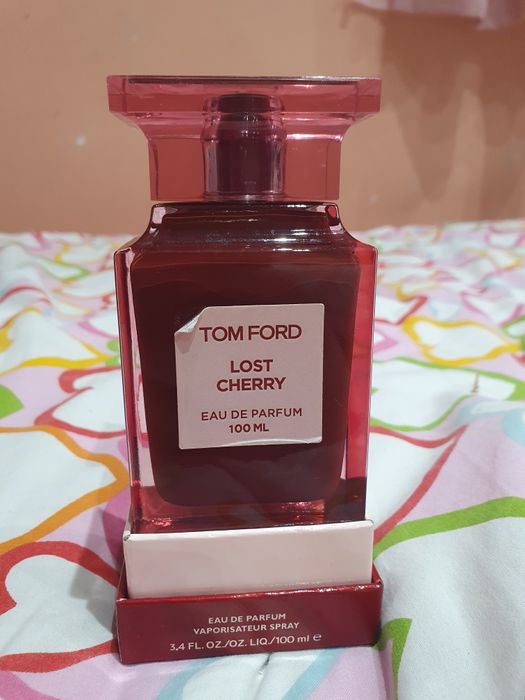 TOM FORD
LOST
CHERRY
EAU DE PARFUM
100 ML
EAU DE PARFUM
VAPORISATEUR SPRAY
3,4 FL. OZ./OZ. LIQ./100 ml ℮